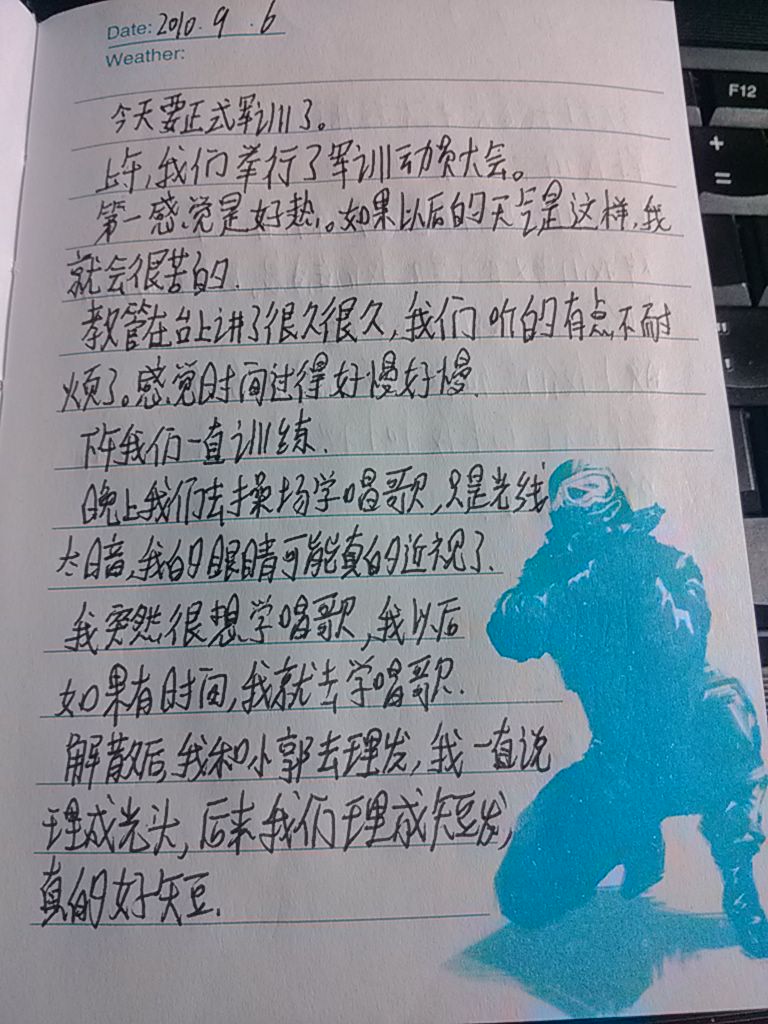 Date: 2010.9.6
Weather:
今天要正式军训了。
上午,我们举行了军训动员大会。
第一感觉是好热。如果以后的天气是这样,我
就会很苦的.
教管在台上讲了很久很久,我们听的有点不耐
烦了。感觉时间过得好慢好慢.
下午我们一直训练.
晚上我们去操场学唱歌,只是光线
太暗,我的眼睛可能真的近视了.
我突然很想学唱歌,我以后
如果有时间,我就去学唱歌.
解散后,我和小郭去理发,我一直说
理成光头,后来我们理成短发,
真的好短.
F12
+
=